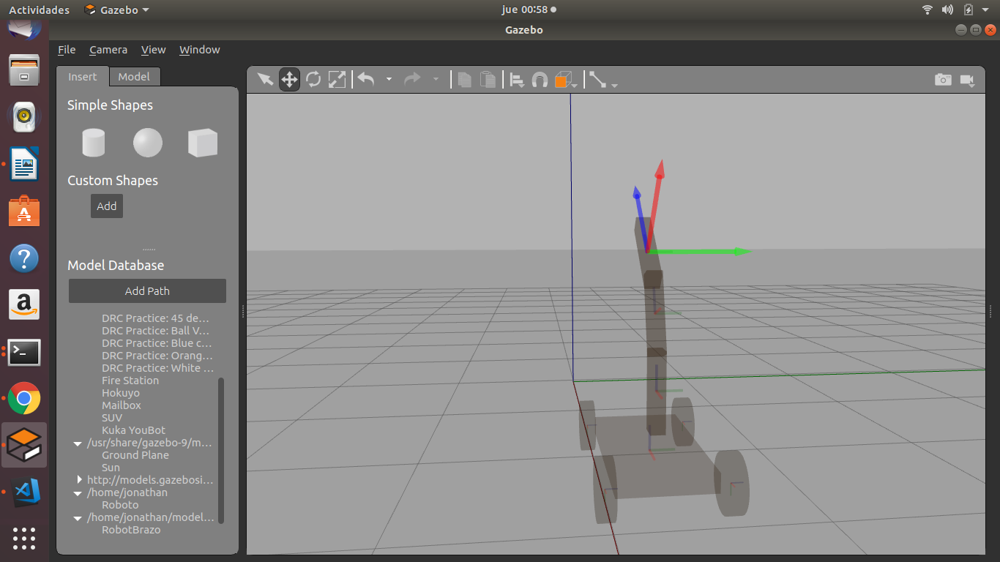 Actividades
Gazebo
jue 00:58
Gazebo
File
Camera
View
Window
Insert
Model
Simple Shapes
Custom Shapes
Add
Model Database
Add Path
DRC Practice: 45 de...
DRC Practice: Ball V...
DRC Practice: Blue c...
DRC Practice: Orang...
DRC Practice: White ...
Fire Station
Hokuyo
Mailbox
SUV
Kuka YouBot
/usr/share/gazebo-9/m...
Ground Plane
Sun
http://models.gazebosi...
/home/jonathan
Roboto
/home/jonathan/model...
RobotBrazo